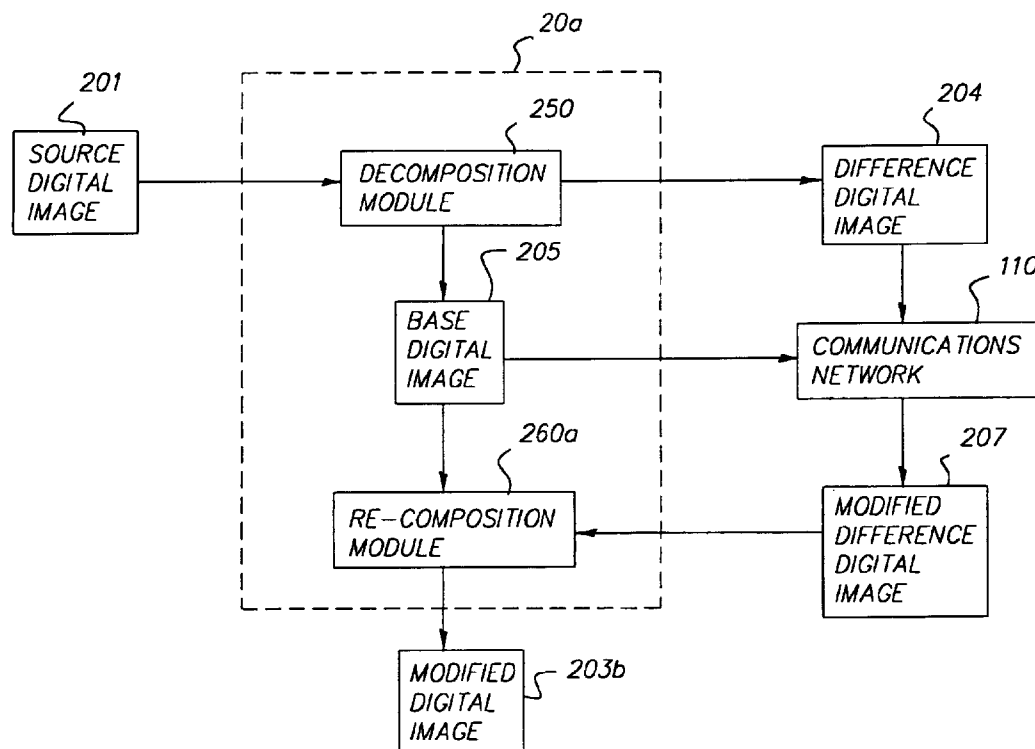 20a
201
SOURCE
DIGITAL
IMAGE
250
DECOMPOSITION
MODULE
204
DIFFERENCE
DIGITAL
IMAGE
205
BASE
DIGITAL
IMAGE
110
COMMUNICATIONS
NETWORK
260a
RE-COMPOSITION
MODULE
207
MODIFIED
DIFFERENCE
DIGITAL
IMAGE
MODIFIED
DIGITAL
IMAGE
203b